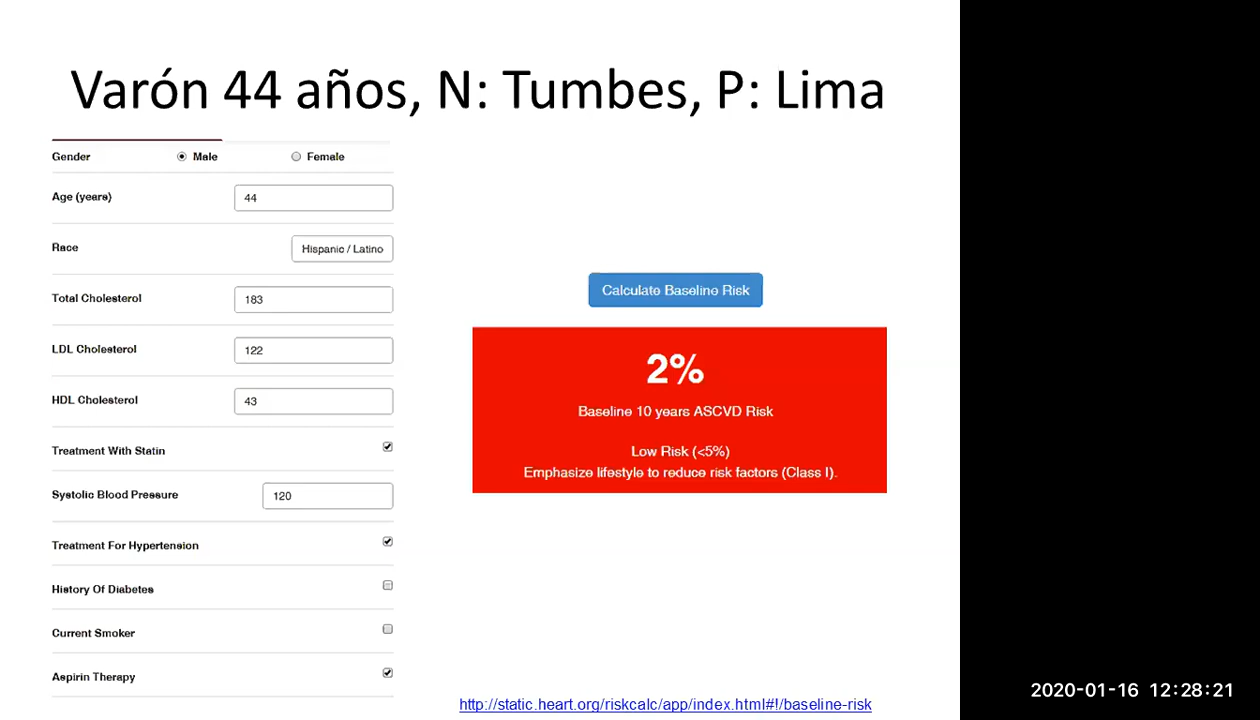 Varón 44 años, N: Tumbes, P: Lima
Gender Male Female
Age (years) 44
Race Hispanic / Latino
Total Cholesterol 183
LDL Cholesterol 122
HDL Cholesterol 43
Treatment With Statin
Systolic Blood Pressure 120
Treatment For Hypertension
History Of Diabetes
Current Smoker
Aspirin Therapy
Calculate Baseline Risk
2%
Baseline 10 years ASCVD Risk
Low Risk (<5%)
Emphasize lifestyle to reduce risk factors (Class I).
http://static.heart.org/riskcalc/app/index.html#!/baseline-risk
2020-01-16 12:28:21